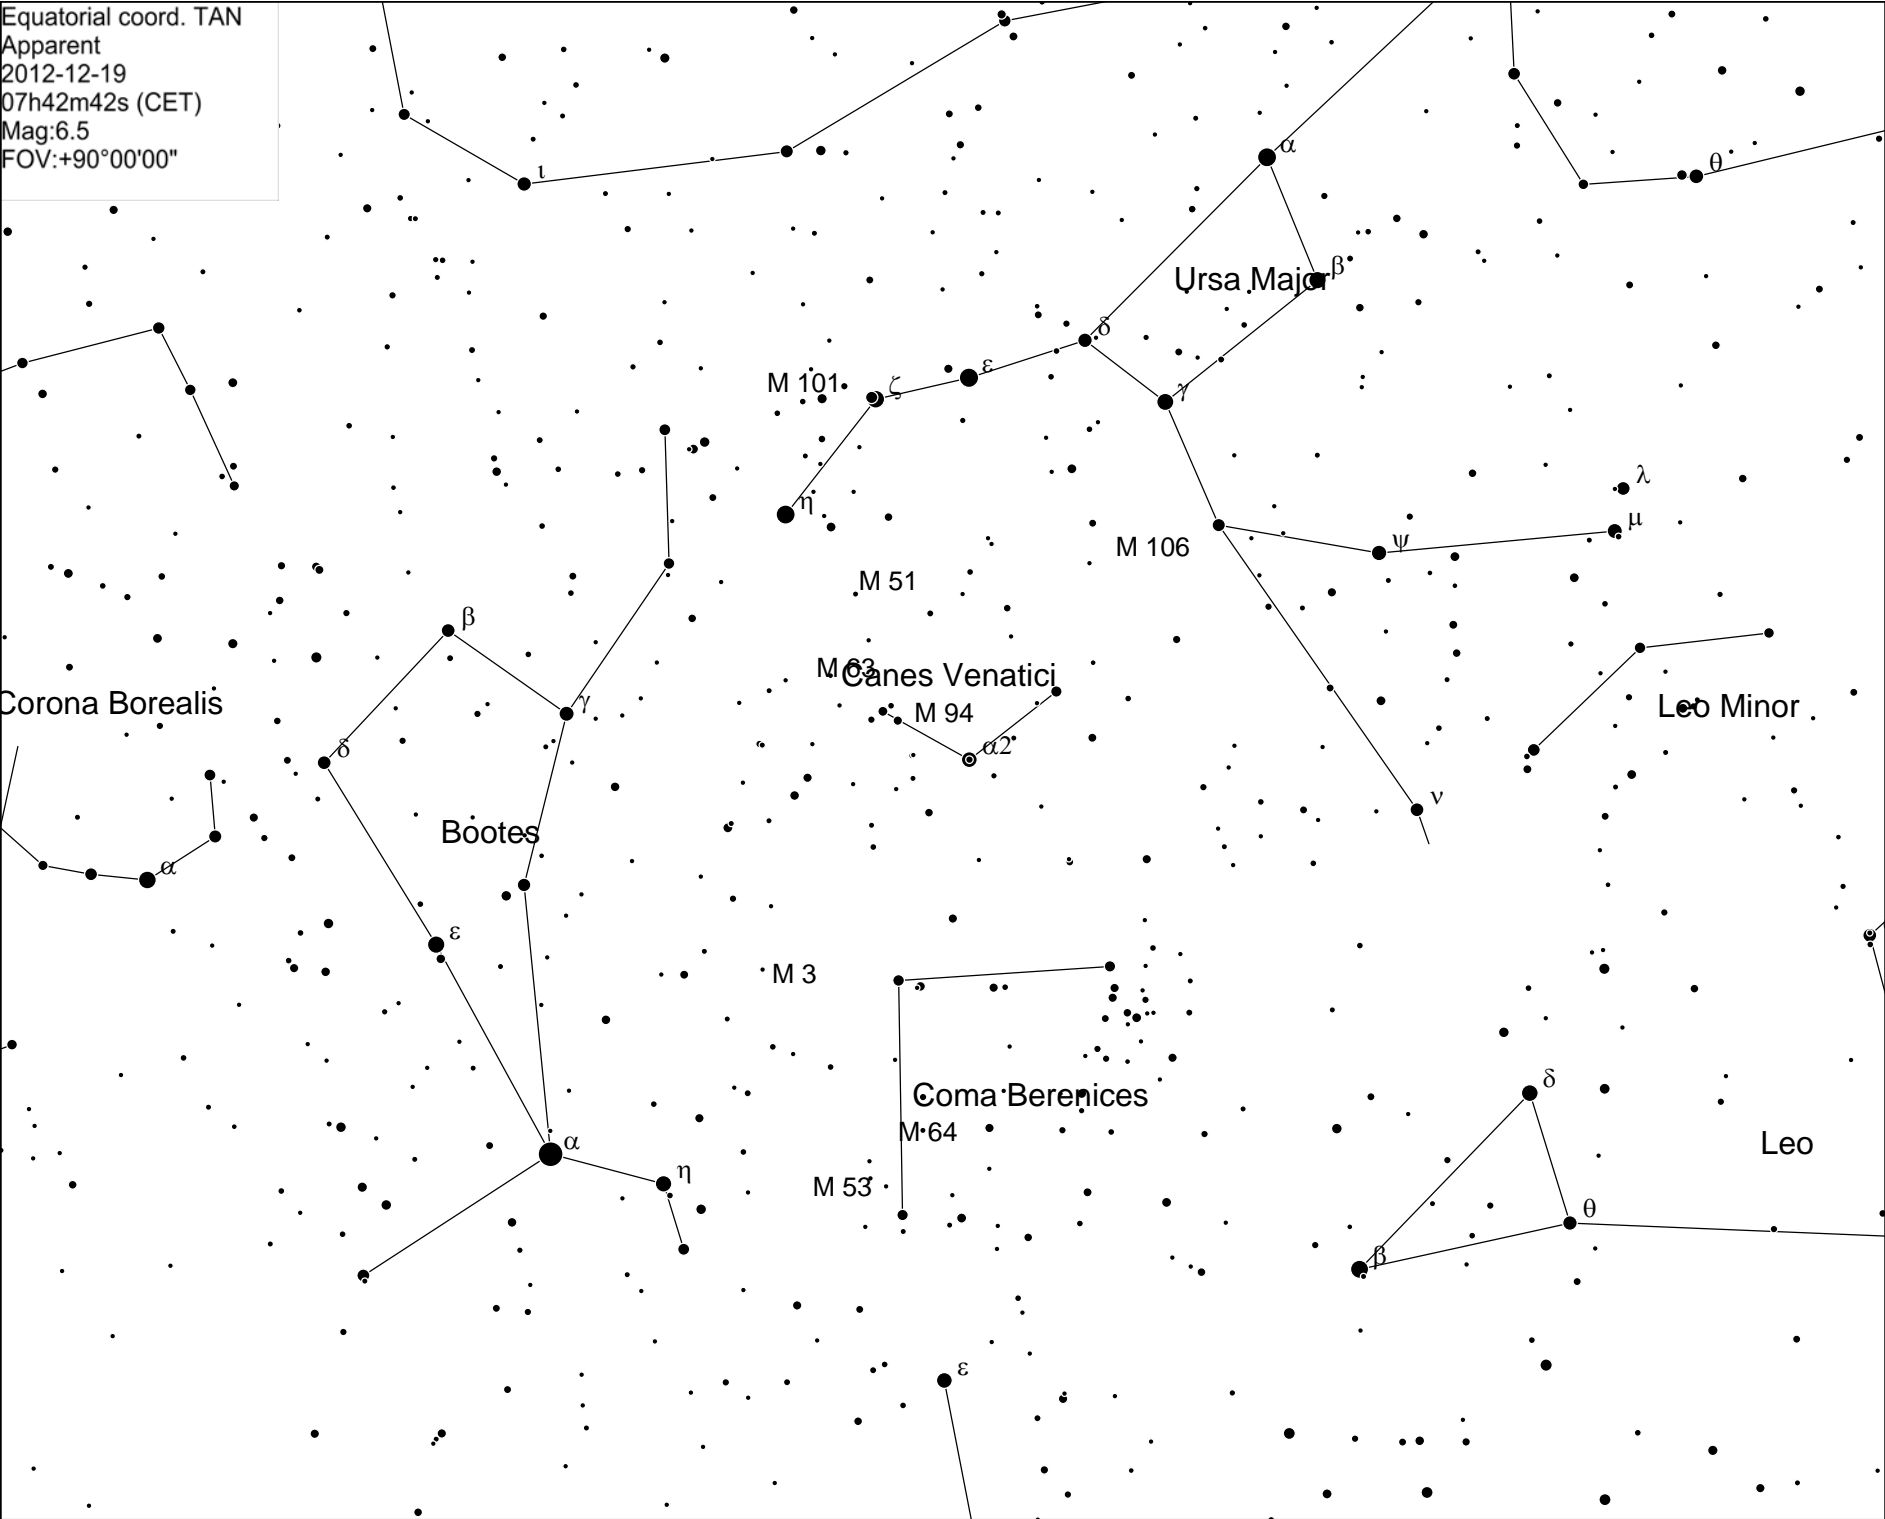 Equatorial coord. TAN
Apparent
2012-12-19
07h42m42s (CET)
Mag:6.5
FOV:+90°00'00"
α
θ
ι
Ursa Major
β
δ
ε
M 101
ζ
γ
λ
η
μ
ψ
M 106
M 51
β
M 63
Canes Venatici
Corona Borealis
γ
M 94
Leo Minor
δ
α2
ν
Bootes
α
ε
M 3
δ
Coma Berenices
M 64
α
Leo
η
M 53
θ
β
ε